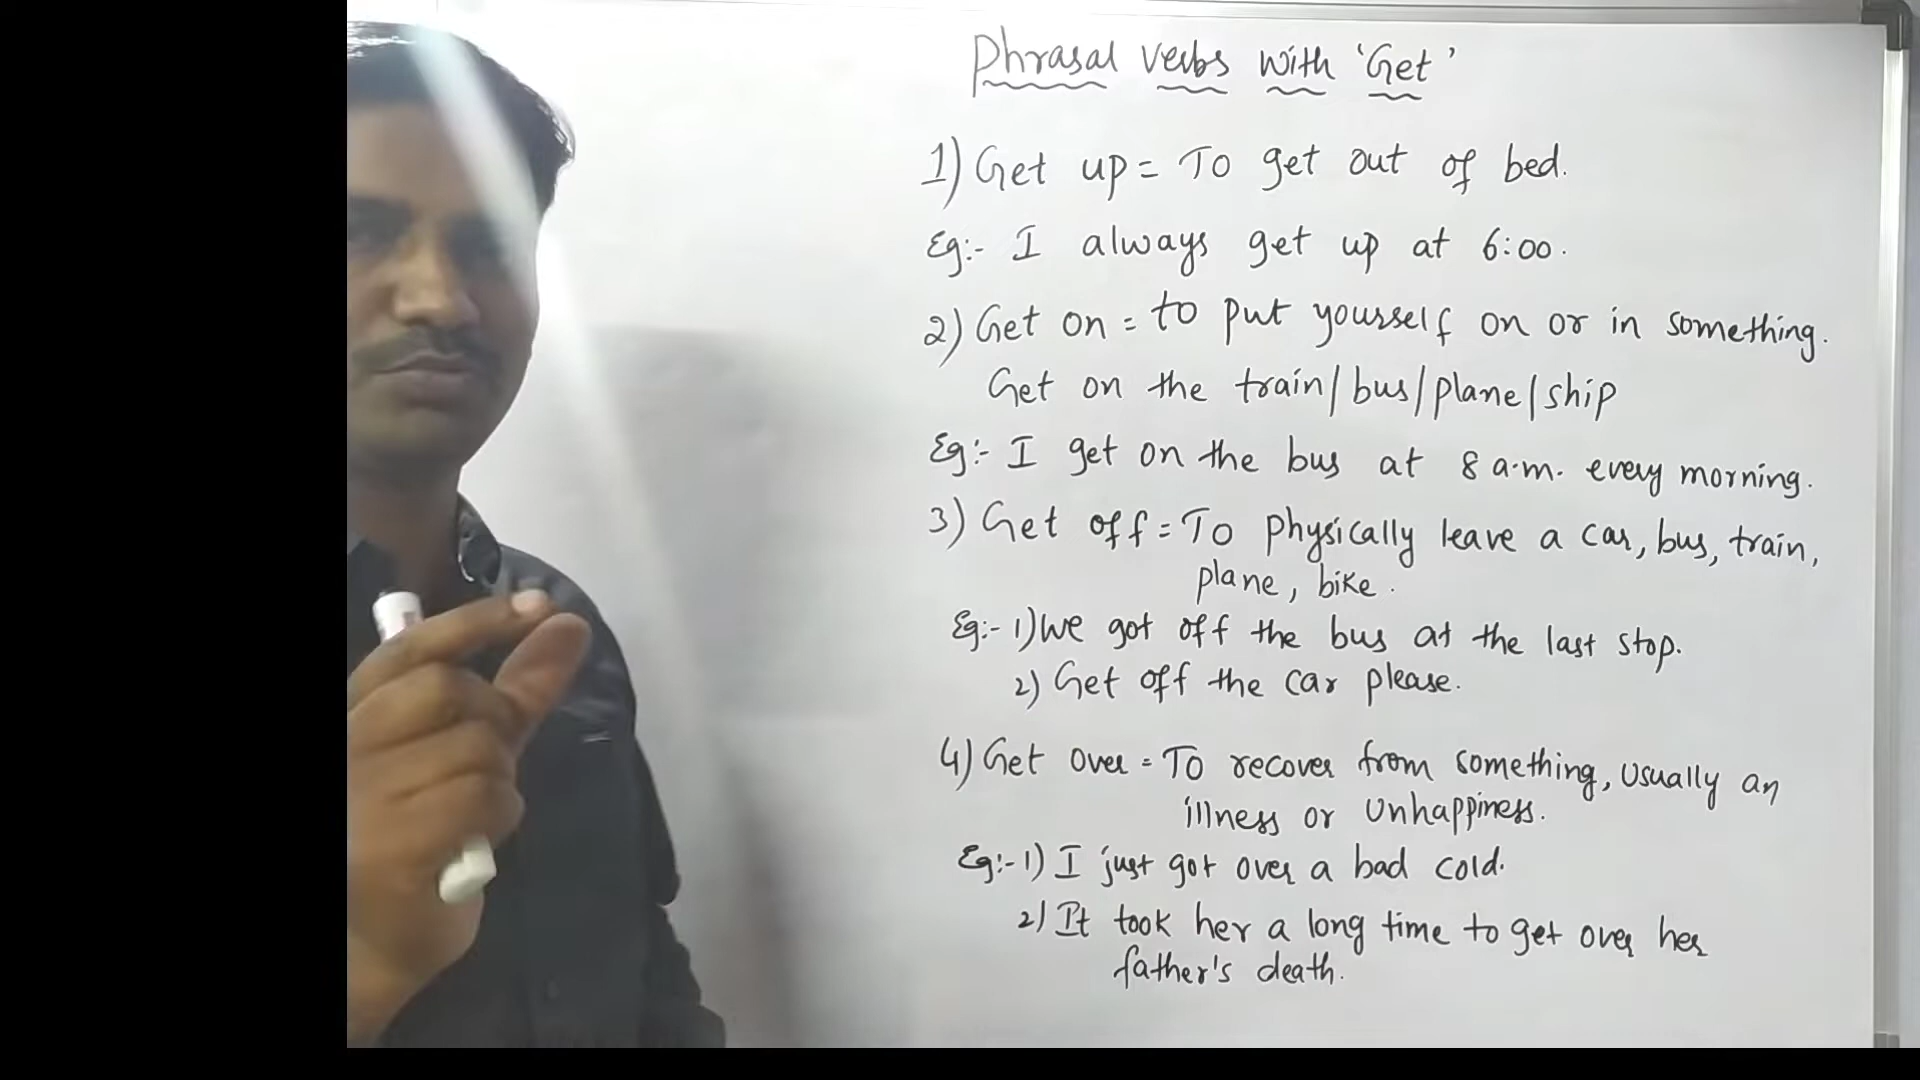 Phrasal verbs with 'Get'
1) Get up = To get out of bed.
Eg:- I always get up at 6:00.
2) Get on = to put yourself on or in something.
Get on the train/bus/plane/ship
Eg:- I get on the bus at 8 a.m. every morning.
3) Get off = To physically leave a car, bus, train,
plane, bike.
Eg:- 1) We got off the bus at the last stop.
2) Get off the car please.
4) Get over = To recover from something, usually an
illness or unhappiness.
Eg:- 1) I just got over a bad cold.
2) It took her a long time to get over her
father's death.